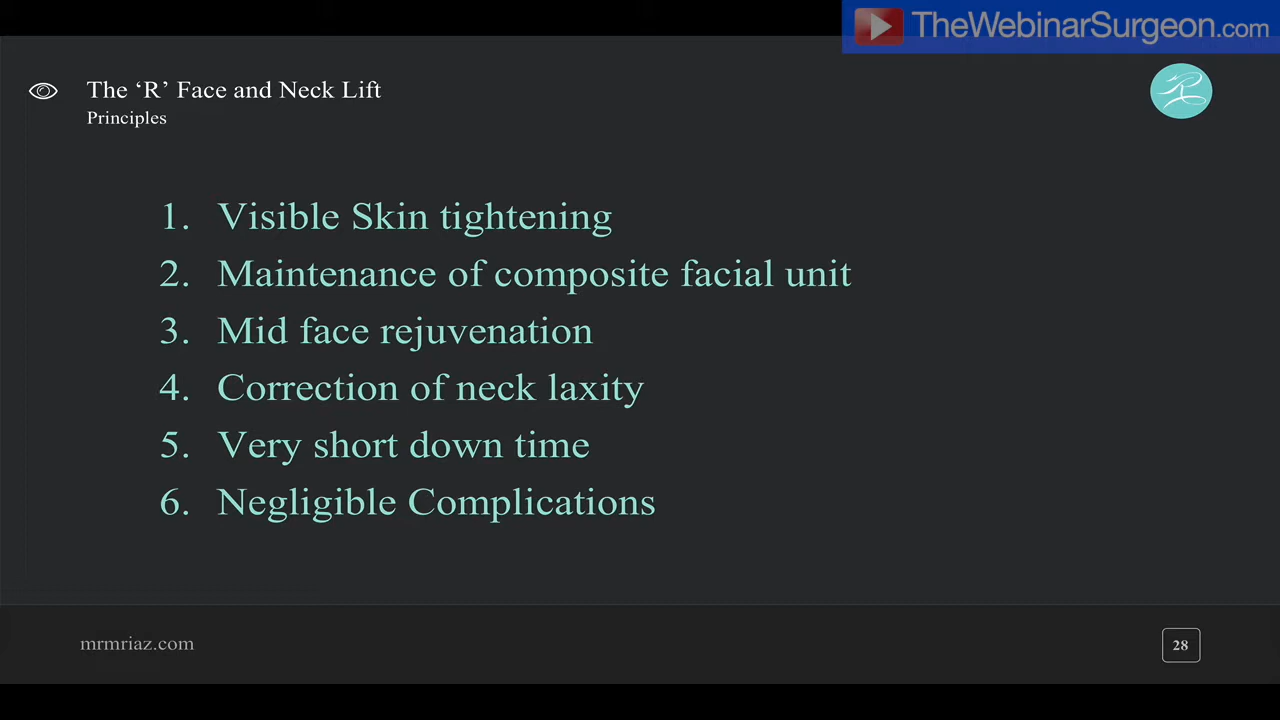 TheWebinarSurgeon.com
The ‘R’ Face and Neck Lift
Principles
1. Visible Skin tightening
2. Maintenance of composite facial unit
3. Mid face rejuvenation
4. Correction of neck laxity
5. Very short down time
6. Negligible Complications
mrmriaz.com
28